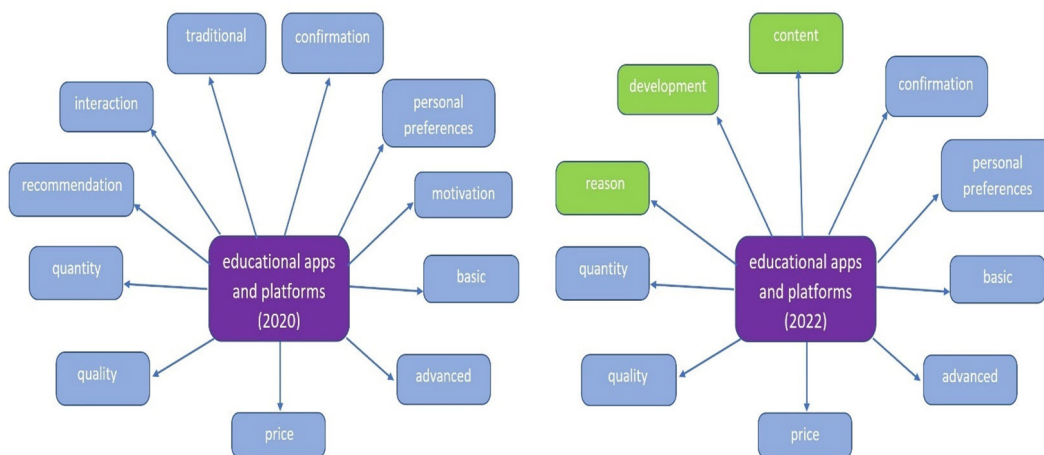 traditional
confirmation
interaction
personal
preferences
recommendation
motivation
educational apps
and platforms
(2020)
quantity
basic
quality
advanced
price
content
development
confirmation
personal
preferences
reason
educational apps
and platforms
(2022)
quantity
basic
quality
advanced
price